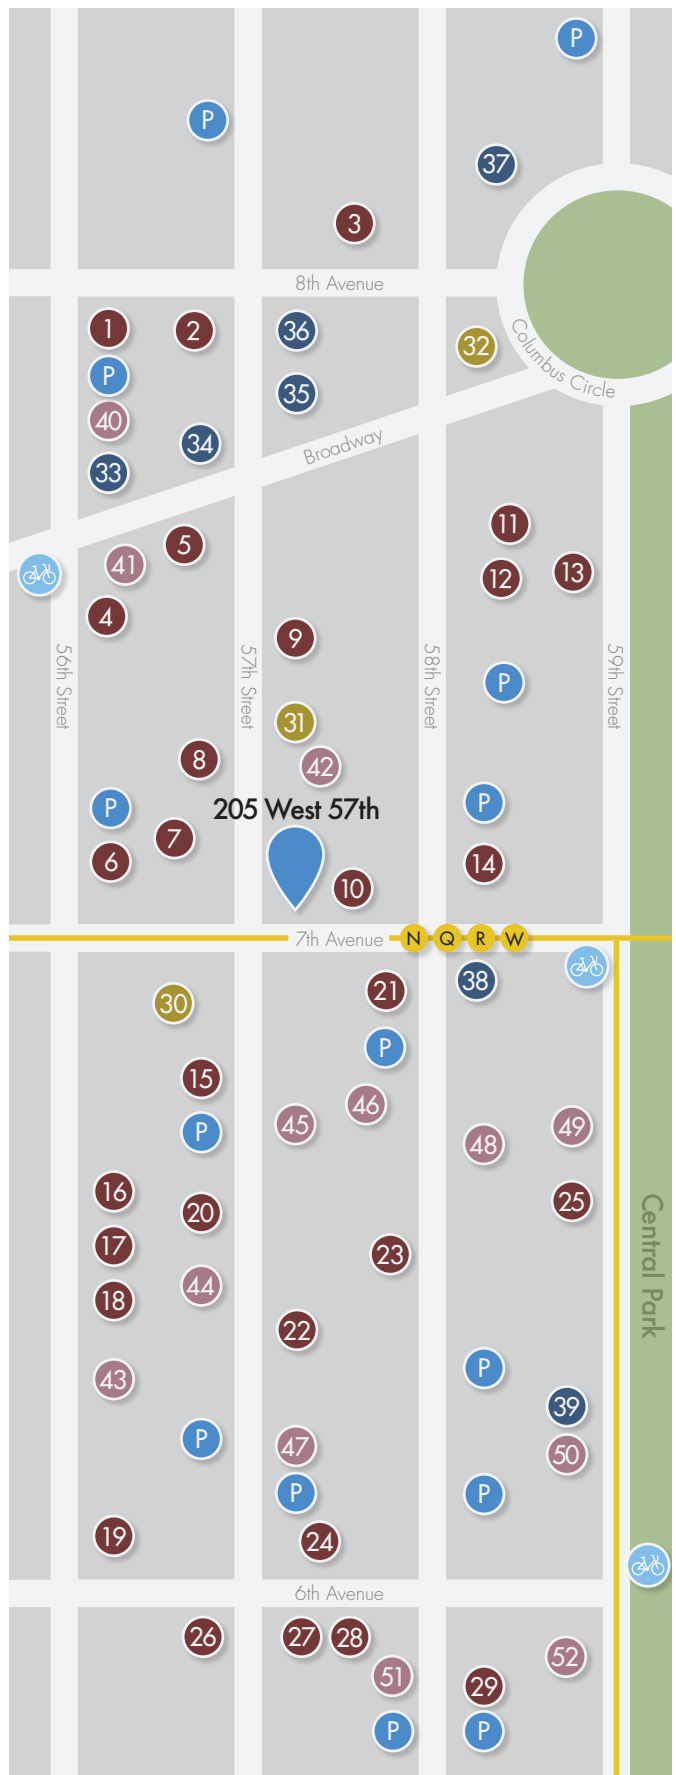 P
P
37
3
8th Avenue
1
2
36
32
Columbus Circle
P
35
40
34
33
Broadway
11
5
41
12
13
4
9
56th Street
57th Street
58th Street
59th Street
P
31
8
42
P
205 West 57th
P
7
6
14
10
7th Avenue
N Q R W
21
38
30
P
15
46
45
49
P
48
16
25
20
17
23
Central Park
44
18
22
P
43
39
P
47
50
P
P
19
24
6th Avenue
26
27
28
52
51
29
P
P